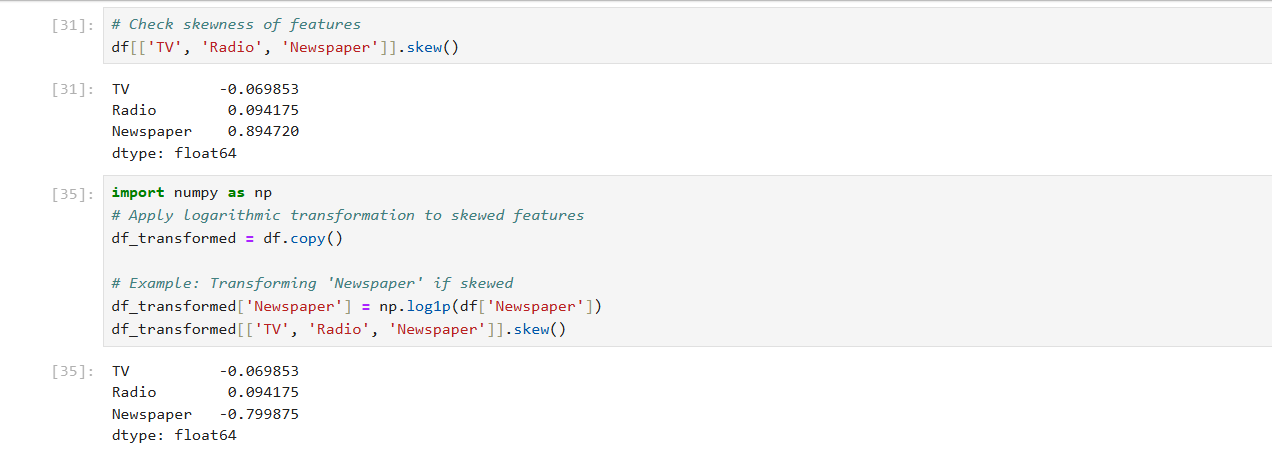 [31]: # Check skewness of features
df[['TV', 'Radio', 'Newspaper']].skew()
[31]: TV          -0.069853
Radio        0.094175
Newspaper    0.894720
dtype: float64
[35]: import numpy as np
# Apply logarithmic transformation to skewed features
df_transformed = df.copy()
# Example: Transforming 'Newspaper' if skewed
df_transformed['Newspaper'] = np.log1p(df['Newspaper'])
df_transformed[['TV', 'Radio', 'Newspaper']].skew()
[35]: TV          -0.069853
Radio        0.094175
Newspaper   -0.799875
dtype: float64